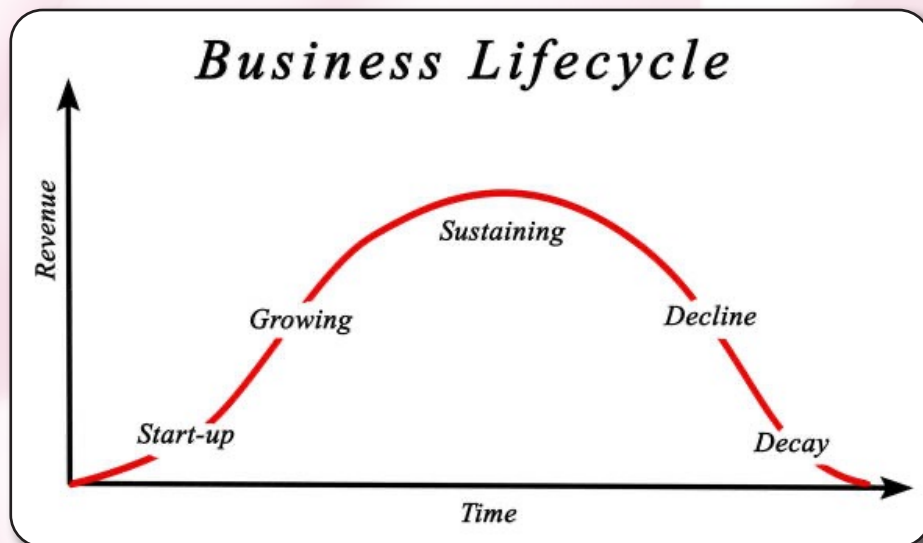 Business Lifecycle
Revenue
Sustaining
Growing
Decline
Start-up
Decay
Time